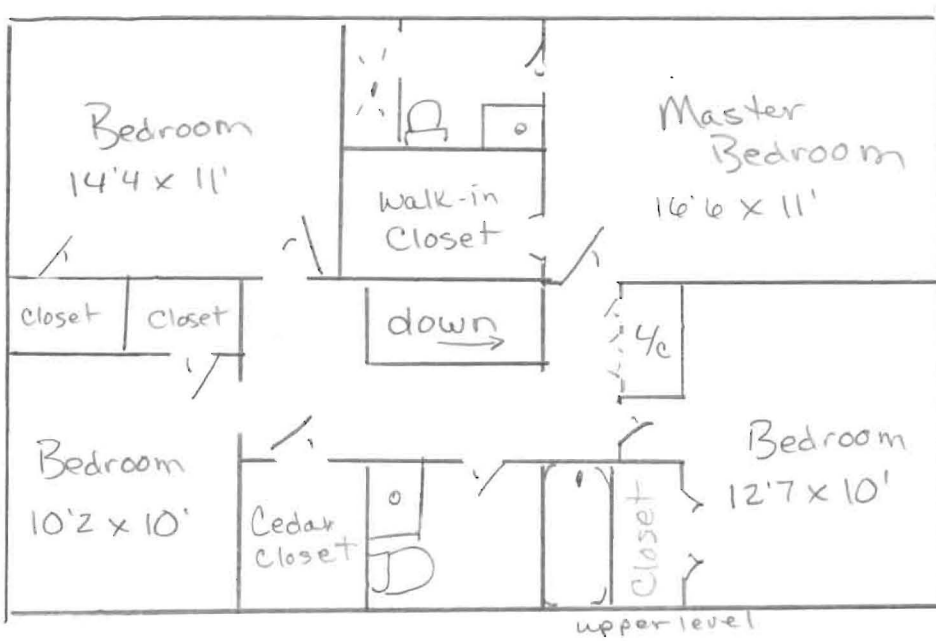 Bedroom
14'4 x 11'
Walk-in
Closet
Master
Bedroom
16'6 x 11'
closet
closet
down
Bedroom
10'2 x 10'
Cedar
Closet
Closet
Bedroom
12'7 x 10'
upper level